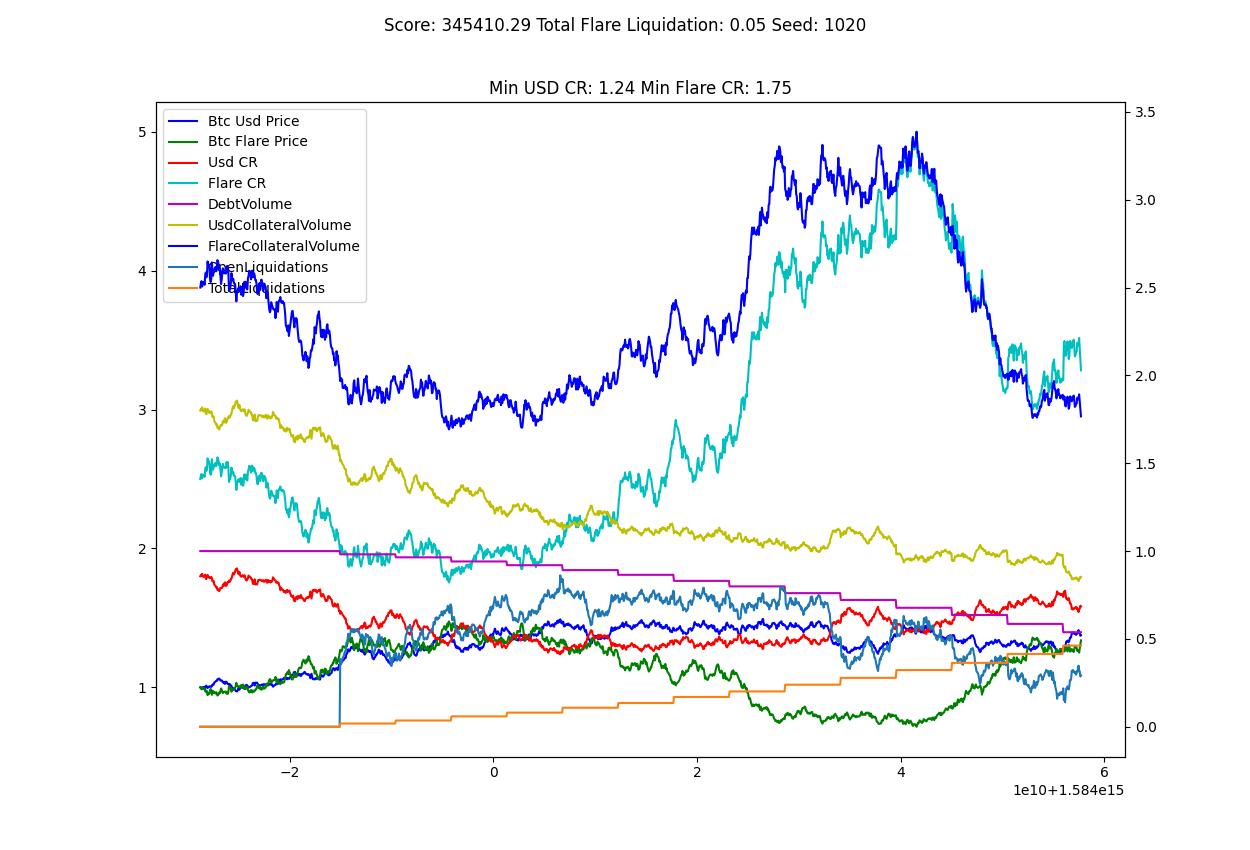 Score: 345410.29 Total Flare Liquidation: 0.05 Seed: 1020
Min USD CR: 1.24 Min Flare CR: 1.75
Btc Usd Price
Btc Flare Price
Usd CR
Flare CR
DebtVolume
UsdCollateralVolume
FlareCollateralVolume
OpenLiquidations
TotalLiquidations
5
4
3
2
1
3.5
3.0
2.5
2.0
1.5
1.0
0.5
0.0
−2
0
2
4
6
1e10+1.584e15